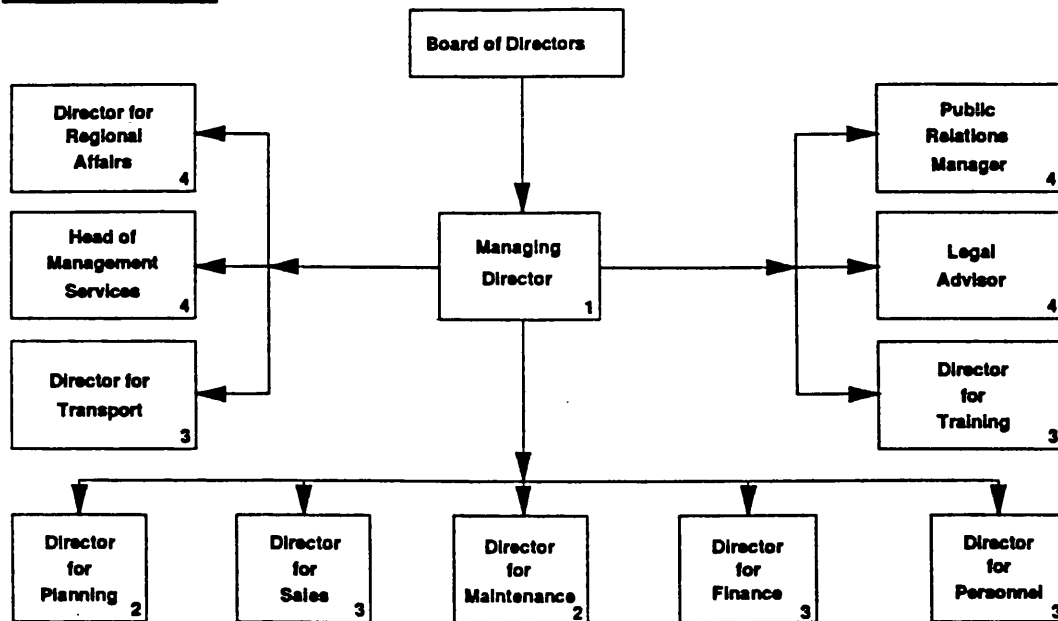 Board of Directors
Director for
Regional
Affairs
4
Public
Relations
Manager
4
Head of
Management
Services
4
Managing
Director
1
Legal
Advisor
4
Director for
Transport
3
Director
for
Training
3
Director
for
Planning
2
Director
for
Sales
3
Director
for
Maintenance
2
Director
for
Finance
3
Director
for
Personnel
3